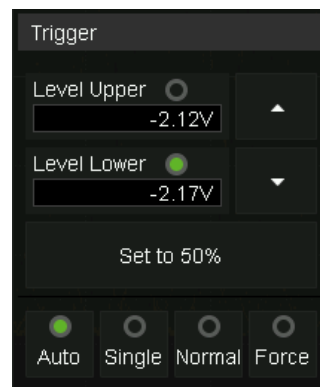 Trigger
Level Upper
-2.12V
Level Lower
-2.17V
Set to 50%
Auto Single Normal Force